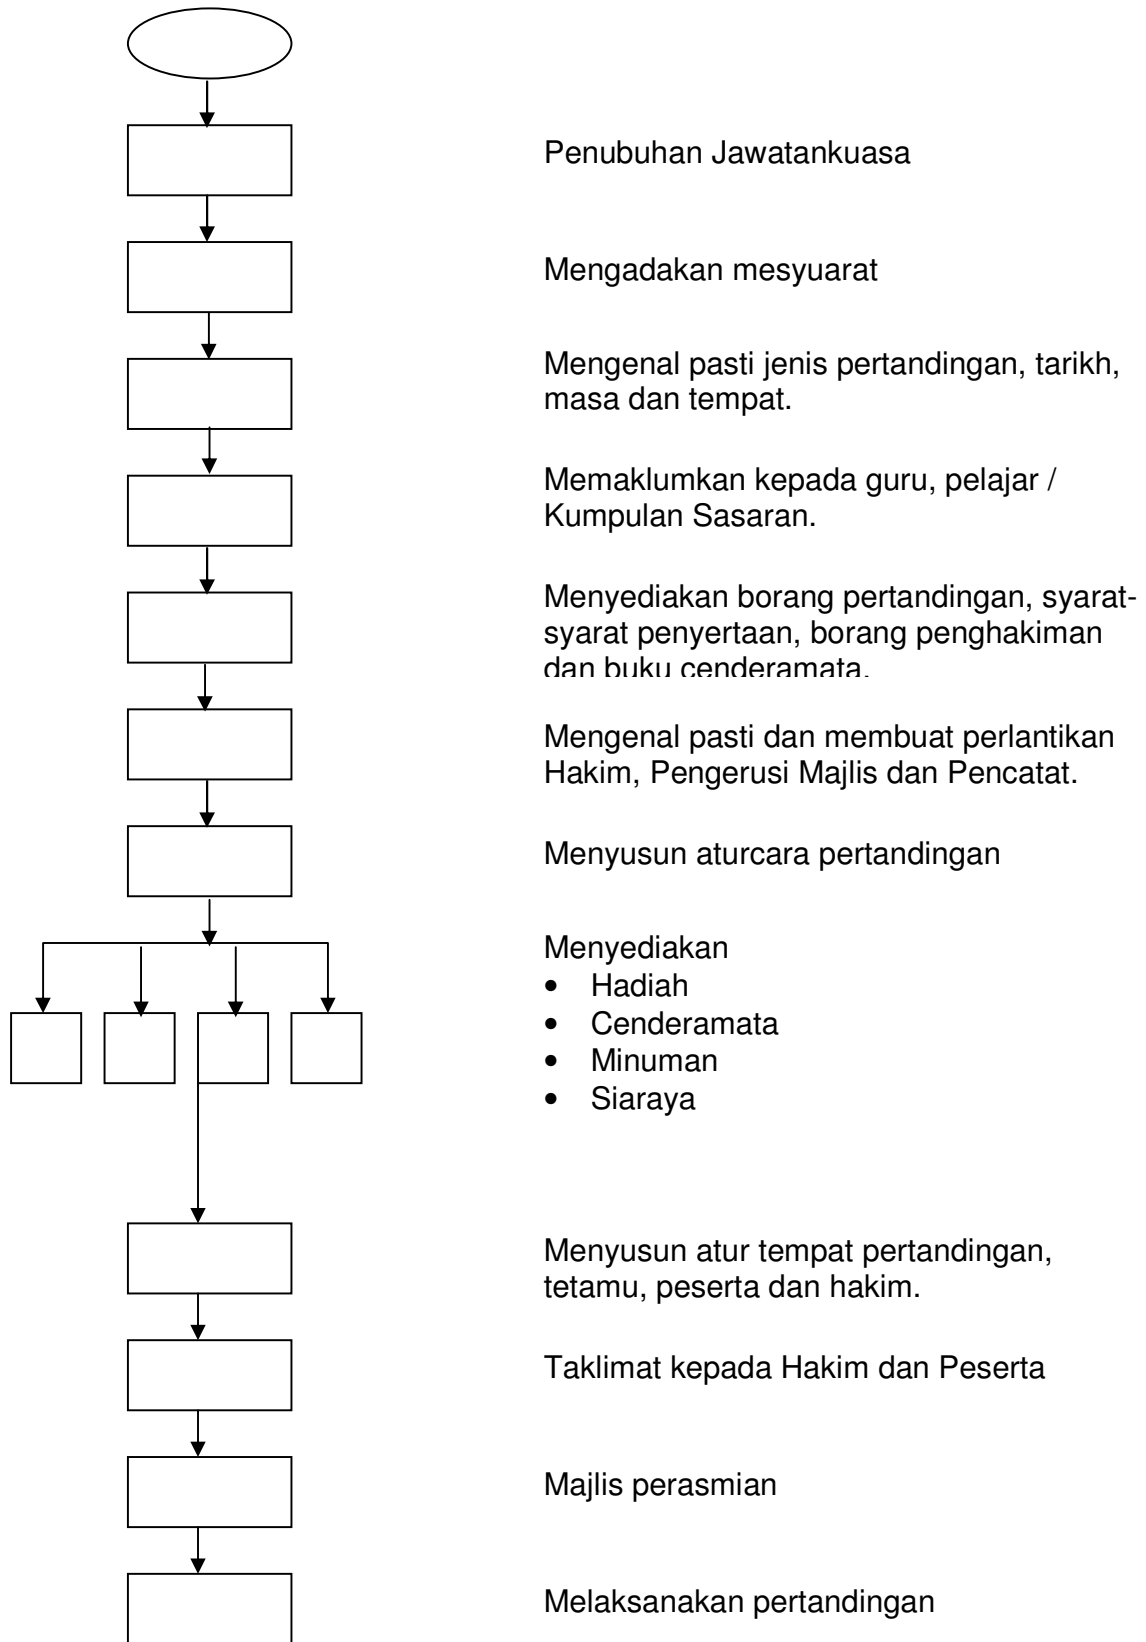 Penubuhan Jawatankuasa
Mengadakan mesyuarat
Mengenal pasti jenis pertandingan, tarikh,
masa dan tempat.
Memaklumkan kepada guru, pelajar /
Kumpulan Sasaran.
Menyediakan borang pertandingan, syarat-
syarat penyertaan, borang penghakiman
dan buku cenderamata.
Mengenal pasti dan membuat perlantikan
Hakim, Pengerusi Majlis dan Pencatat.
Menyusun aturcara pertandingan
Menyediakan
• Hadiah
• Cenderamata
• Minuman
• Siaraya
Menyusun atur tempat pertandingan,
tetamu, peserta dan hakim.
Taklimat kepada Hakim dan Peserta
Majlis perasmian
Melaksanakan pertandingan